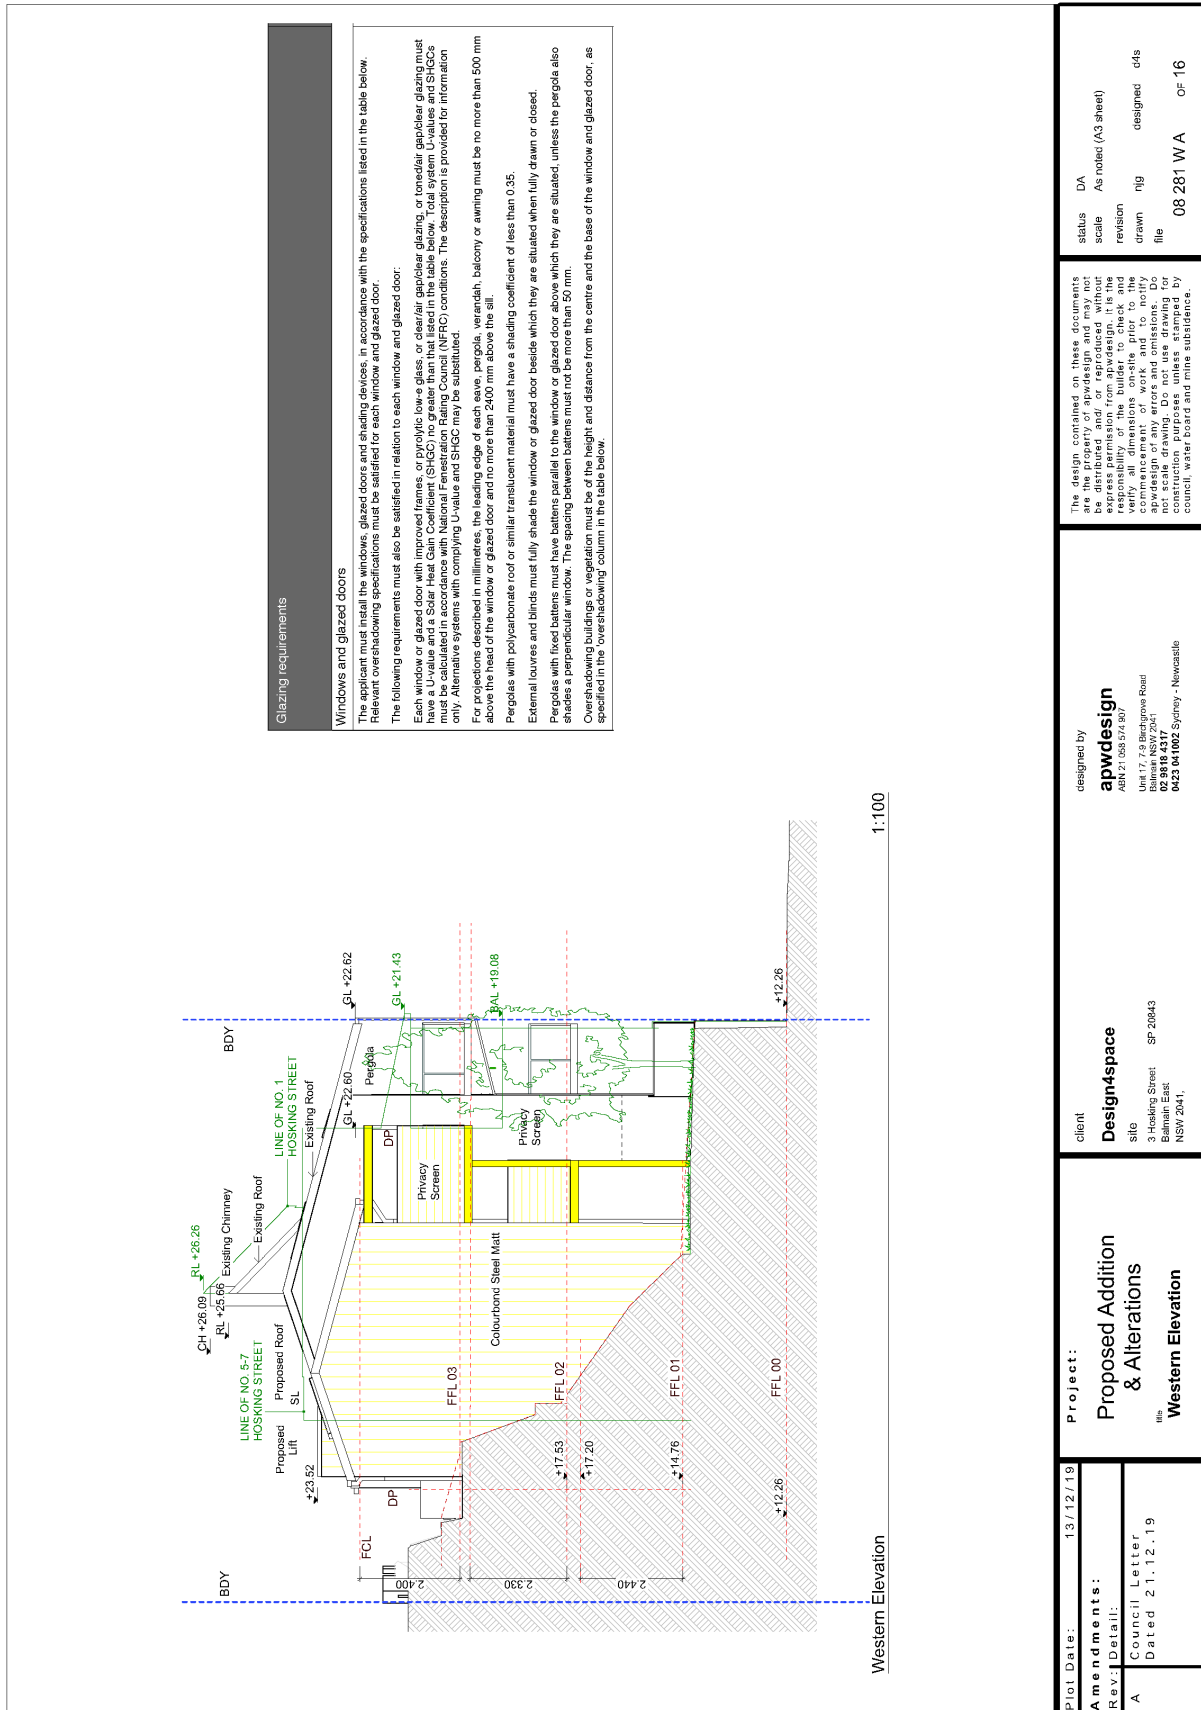 Glazing requirements
Windows and glazed doors
The applicant must install the windows, glazed doors and shading devices, in accordance with the specifications listed in the table below.
Relevant overshadowing specifications must be satisfied for each window and glazed door.
The following requirements must also be satisfied in relation to each window and glazed door:
Each window or glazed door with improved frames, or pyrolytic low-e glass, or clear/air gap/clear glazing, or toned/air gap/clear glazing must
have a U-value and a Solar Heat Gain Coefficient (SHGC) no greater than that listed in the table below. Total system U-values and SHGCs
must be calculated in accordance with National Fenestration Rating Council (NFRC) conditions. The description is provided for information
only. Alternative systems with complying U-value and SHGC may be substituted.
For projections described in millimetres, the leading edge of each eave, pergola, verandah, balcony or awning must be no more than 500 mm
above the head of the window or glazed door and no more than 2400 mm above the sill.
Pergolas with polycarbonate roof or similar translucent material must have a shading coefficient of less than 0.35.
External louvres and blinds must fully shade the window or glazed door beside which they are situated when fully drawn or closed.
Pergolas with fixed battens must have battens parallel to the window or glazed door above which they are situated, unless the pergola also
shades a perpendicular window. The spacing between battens must not be more than 50 mm.
Overshadowing buildings or vegetation must be of the height and distance from the centre and the base of the window and glazed door, as
specified in the 'overshadowing' column in the table below.
BDY
FCL
DP
+23.52
Proposed
Lift
LINE OF NO. 5-7
HOSKING STREET
SL
Proposed Roof
CH +26.09
RL +25.66
RL +26.26
Existing Chimney
Existing Roof
LINE OF NO. 1
HOSKING STREET
Existing Roof
BDY
GL +22.60
GL +22.62
GL +21.43
BAL +19.08
Pergola
DP
Privacy
Screen
Privacy
Screen
Colourbond Steel Matt
FFL 03
FFL 02
FFL 01
FFL 00
+17.53
+17.20
+14.76
+12.26
+12.26
2.400
2.330
2.440
Western Elevation
1:100
Plot Date: 13/12/19
Amendments:
Rev: Detail:
A Council Letter
Dated 21.12.19
Project:
Proposed Addition
& Alterations
title
Western Elevation
client
Design4space
site
3 Hosking Street SP 20843
Balmain East
NSW 2041,
designed by
apwdesign
ABN 21 058 574 907
Unit 17, 7-9 Birchgrove Road
Balmain NSW 2041
02 9818 4317
0423 041002 Sydney - Newcastle
The design contained on these documents
are the property of apwdesign and may not
be distributed and/ or reproduced without
express permission from apwdesign. It is the
responsibility of the builder to check and
verify all dimensions on-site prior to the
commencement of work and to notify
apwdesign of any errors and omissions. Do
not scale drawing. Do not use drawing for
construction purposes unless stamped by
council, water board and mine subsidence.
status DA
scale As noted (A3 sheet)
revision
drawn njg designed d4s
file
08 281 W A OF 16